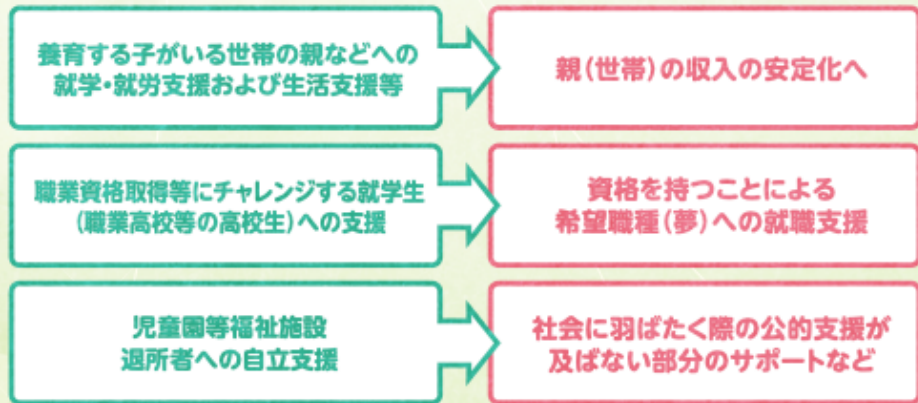 養育する子がいる世帯の親などへの
就学・就労支援および生活支援等
親(世帯)の収入の安定化へ
職業資格取得等にチャレンジする就学生
(職業高校等の高校生)への支援
資格を持つことによる
希望職種(夢)への就職支援
児童園等福祉施設
退所者への自立支援
社会に羽ばたく際の公的支援が
及ばない部分のサポートなど